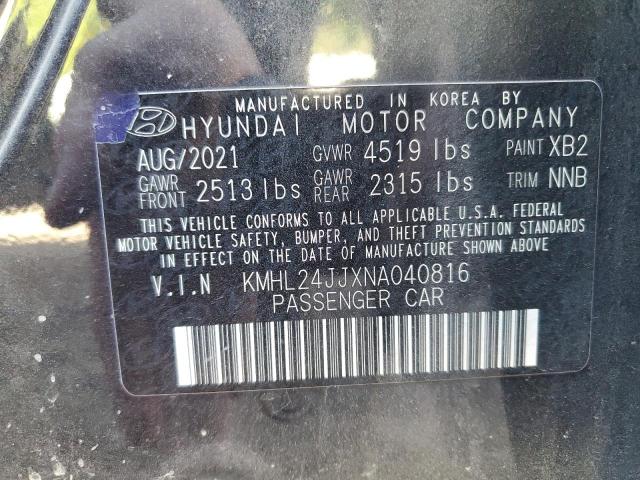 MANUFACTURED IN KOREA BY
HYUNDAI MOTOR COMPANY
AUG/2021 GVWR 4519 lbs PAINT XB2
GAWR FRONT 2513 lbs GAWR REAR 2315 lbs TRIM NNB
THIS VEHICLE CONFORMS TO ALL APPLICABLE U.S.A. FEDERAL
MOTOR VEHICLE SAFETY, BUMPER, AND THEFT PREVENTION STANDARDS
IN EFFECT ON THE DATE OF MANUFACTURE SHOWN ABOVE
V.I.N KMHL24JJXNA040816
PASSENGER CAR